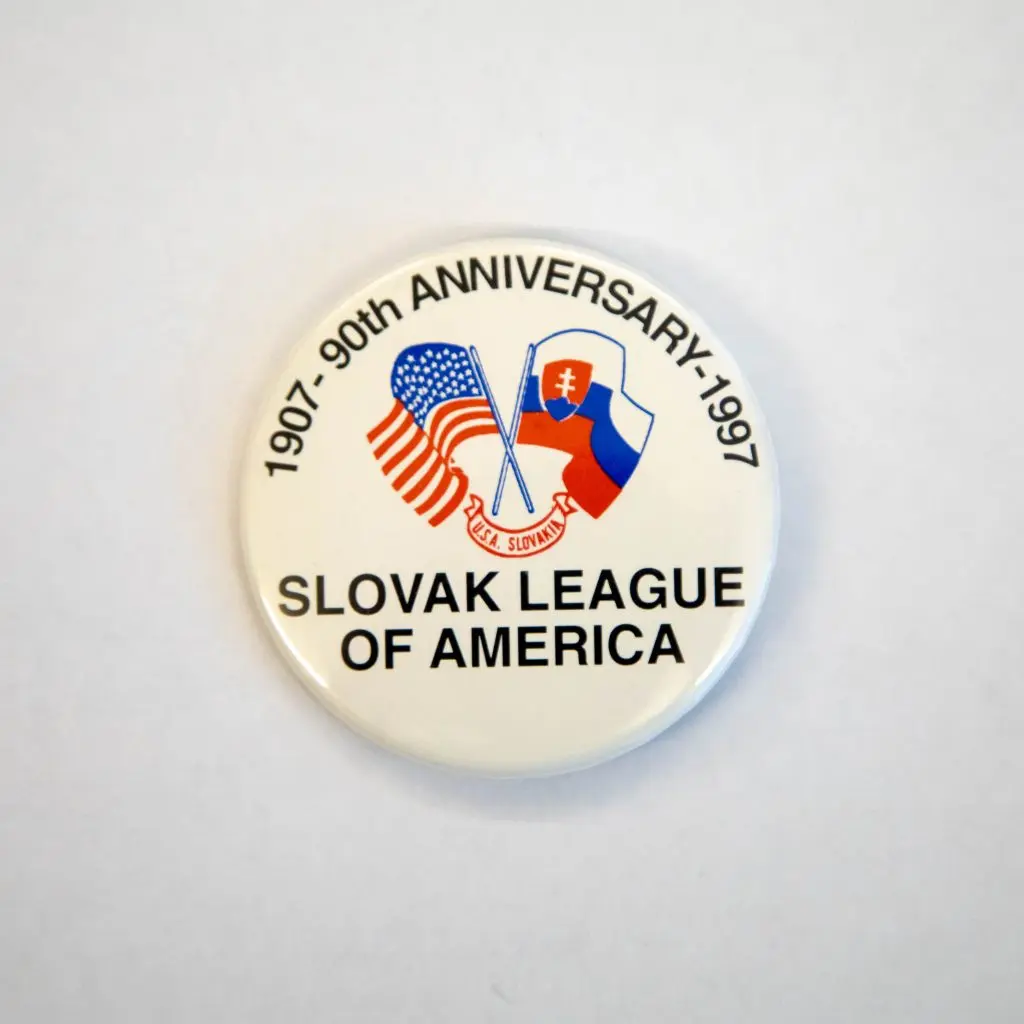 1907- 90th ANNIVERSARY-1997
U.S.A. SLOVAKIA
SLOVAK LEAGUE
OF AMERICA